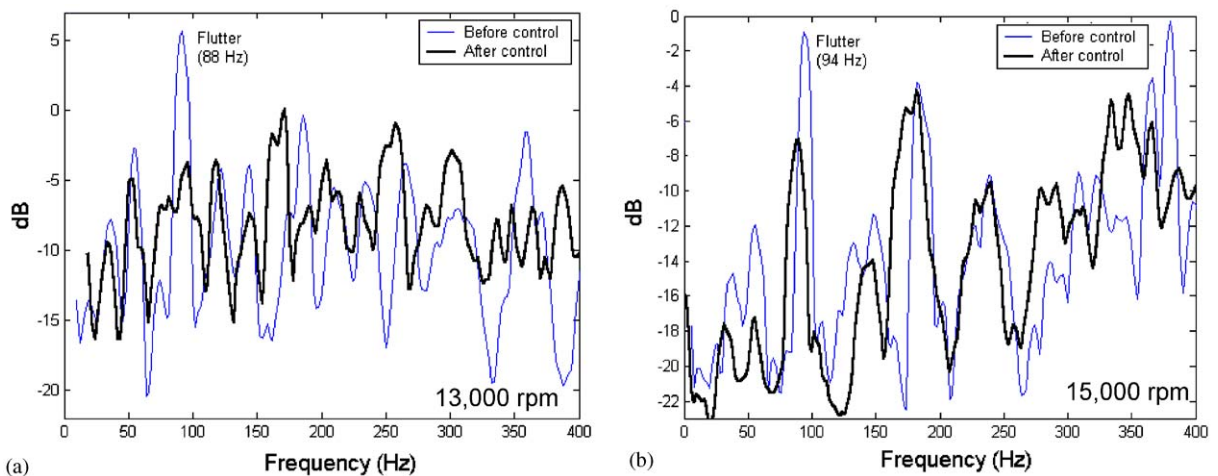 5
0
-5
-10
-15
-20
dB
Flutter
(88 Hz)
Before control
After control
13,000 rpm
0 50 100 150 200 250 300 350 400
Frequency (Hz)
(a)
0
-2
-4
-6
-8
-10
-12
-14
-16
-18
-20
-22
dB
Flutter
(94 Hz)
Before control
After control
15,000 rpm
0 50 100 150 200 250 300 350 400
Frequency (Hz)
(b)